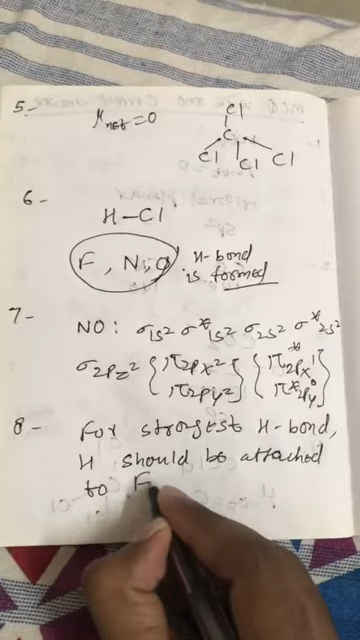 5-
μnet=0
Cl
C
Cl Cl Cl
6-
H-Cl
F, N, O H-bond
is formed
7-
NO: σ1s² σ*1s² σ2s² σ*2s²
σ2pz² {π2px² π2py²} {π*2px¹ π*2py⁰}
8- For strongest H-bond,
H should be attached
to F